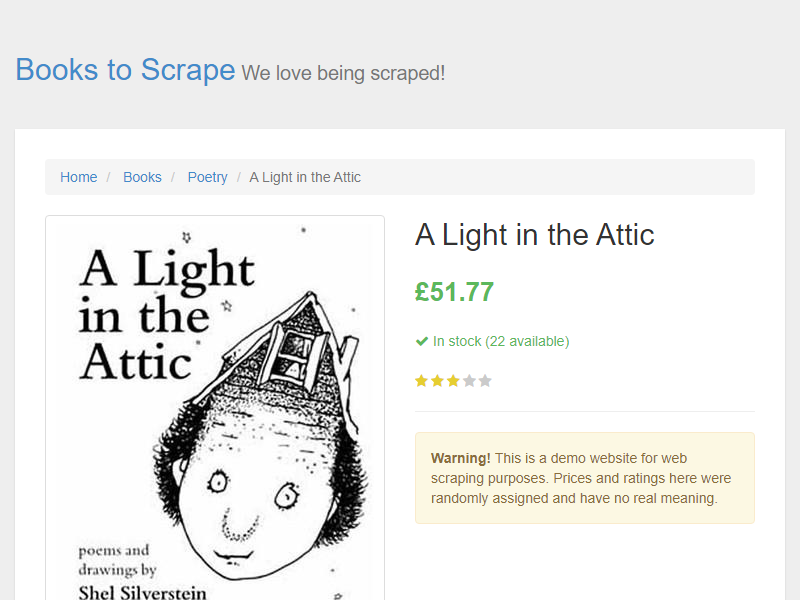 Books to Scrape We love being scraped!
Home / Books / Poetry / A Light in the Attic
A Light
in the
Attic
poems and
drawings by
Shel Silverstein
A Light in the Attic
£51.77
In stock (22 available)
Warning! This is a demo website for web
scraping purposes. Prices and ratings here were
randomly assigned and have no real meaning.